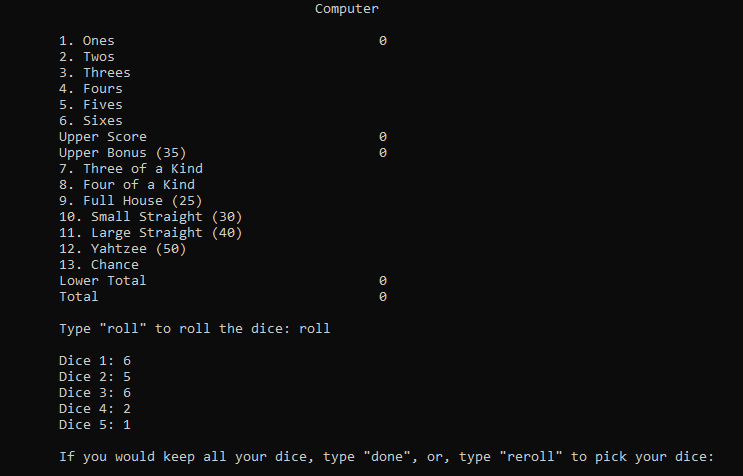 Computer
1. Ones 0
2. Twos
3. Threes
4. Fours
5. Fives
6. Sixes
Upper Score 0
Upper Bonus (35) 0
7. Three of a Kind
8. Four of a Kind
9. Full House (25)
10. Small Straight (30)
11. Large Straight (40)
12. Yahtzee (50)
13. Chance
Lower Total 0
Total 0
Type "roll" to roll the dice: roll
Dice 1: 6
Dice 2: 5
Dice 3: 6
Dice 4: 2
Dice 5: 1
If you would keep all your dice, type "done", or, type "reroll" to pick your dice: